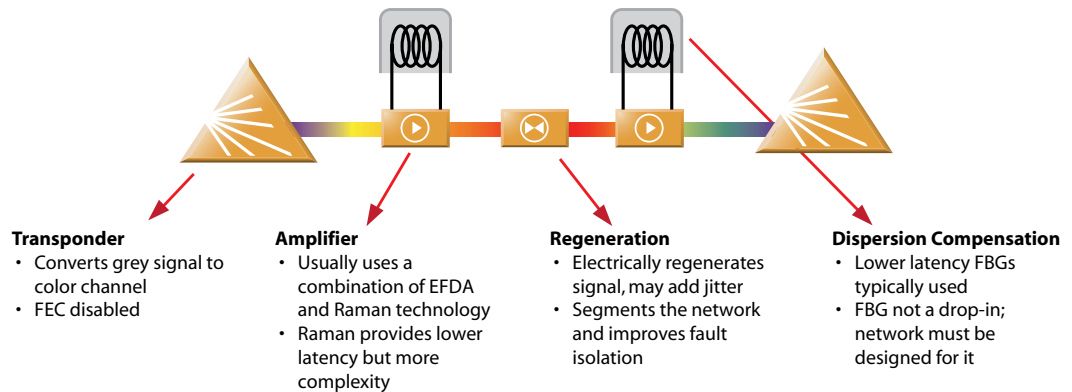 Transponder
• Converts grey signal to
color channel
• FEC disabled
Amplifier
• Usually uses a
combination of EFDA
and Raman technology
• Raman provides lower
latency but more
complexity
Regeneration
• Electrically regenerates
signal, may add jitter
• Segments the network
and improves fault
isolation
Dispersion Compensation
• Lower latency FBGs
typically used
• FBG not a drop-in;
network must be
designed for it